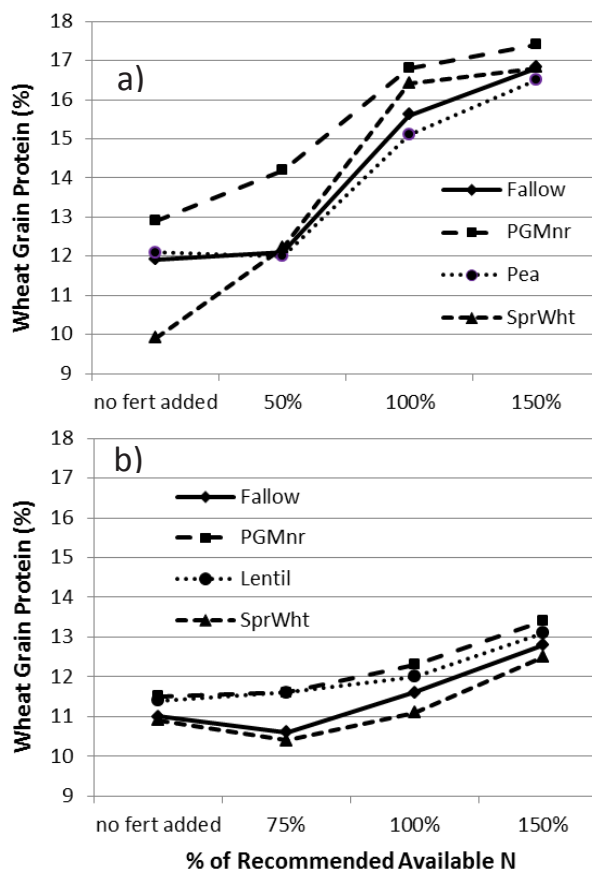 18
17
16
15
14
13
12
11
10
9
Wheat Grain Protein (%)
a)
Fallow
PGMnr
Pea
SprWht
no fert added 50% 100% 150%
18
17
16
15
14
13
12
11
10
9
Wheat Grain Protein (%)
b)
Fallow
PGMnr
Lentil
SprWht
no fert added 75% 100% 150%
% of Recommended Available N